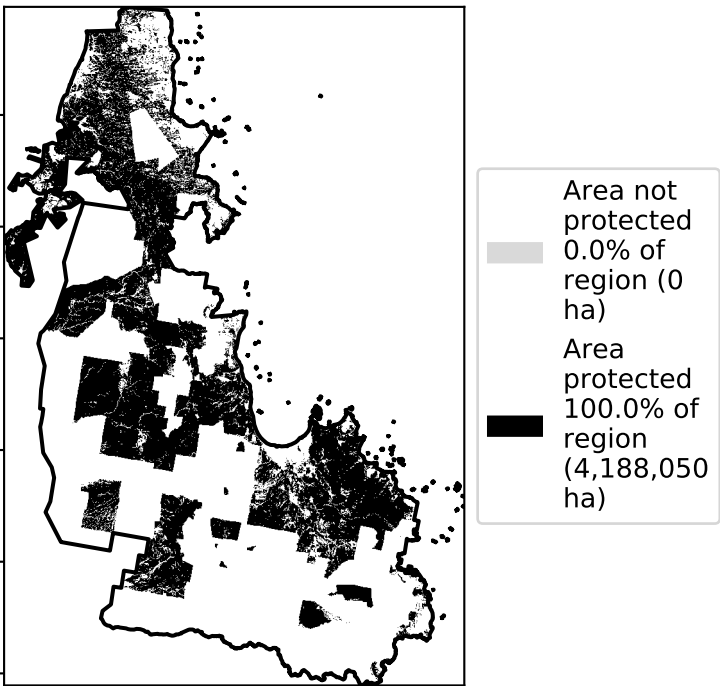 Area not
protected
0.0% of
region (0
ha)
Area
protected
100.0% of
region
(4,188,050
ha)